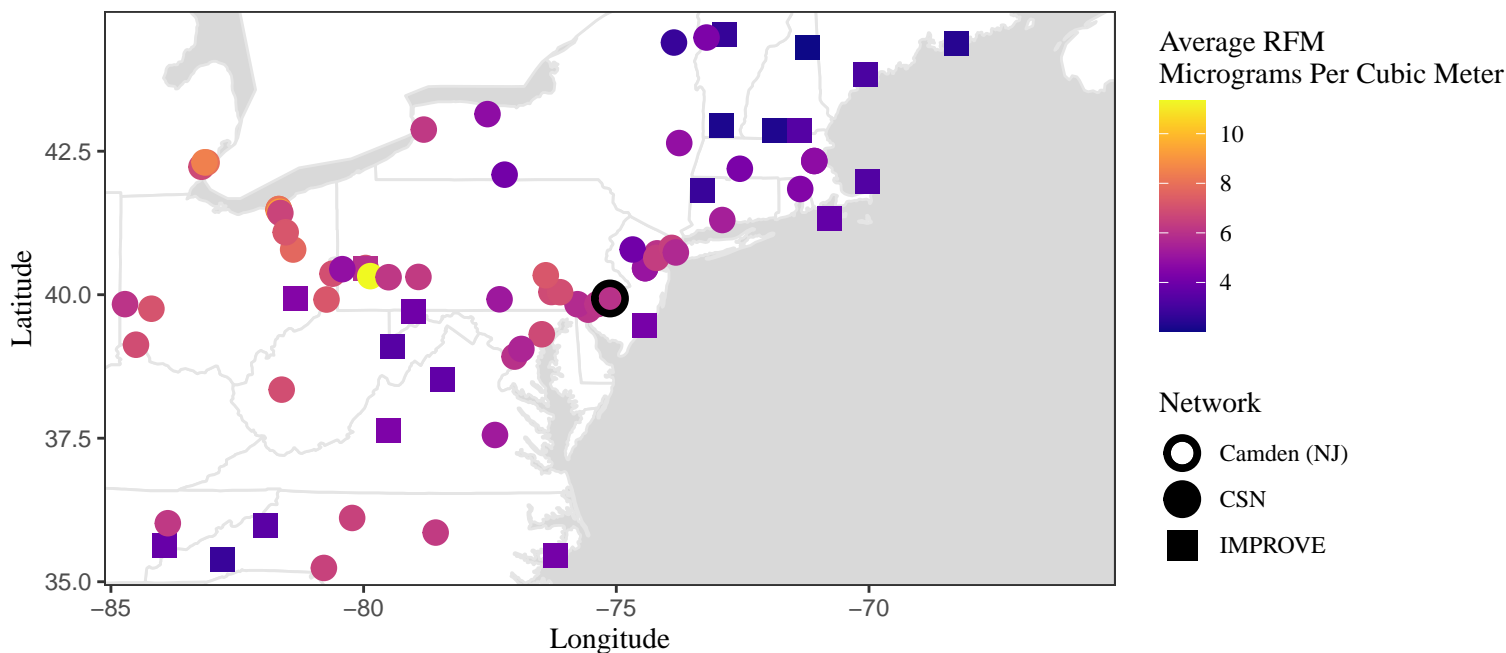 Average RFM
Micrograms Per Cubic Meter
10
8
6
4
Network
Camden (NJ)
CSN
IMPROVE
Latitude
42.5
40.0
37.5
35.0
−85
−80
−75
−70
Longitude